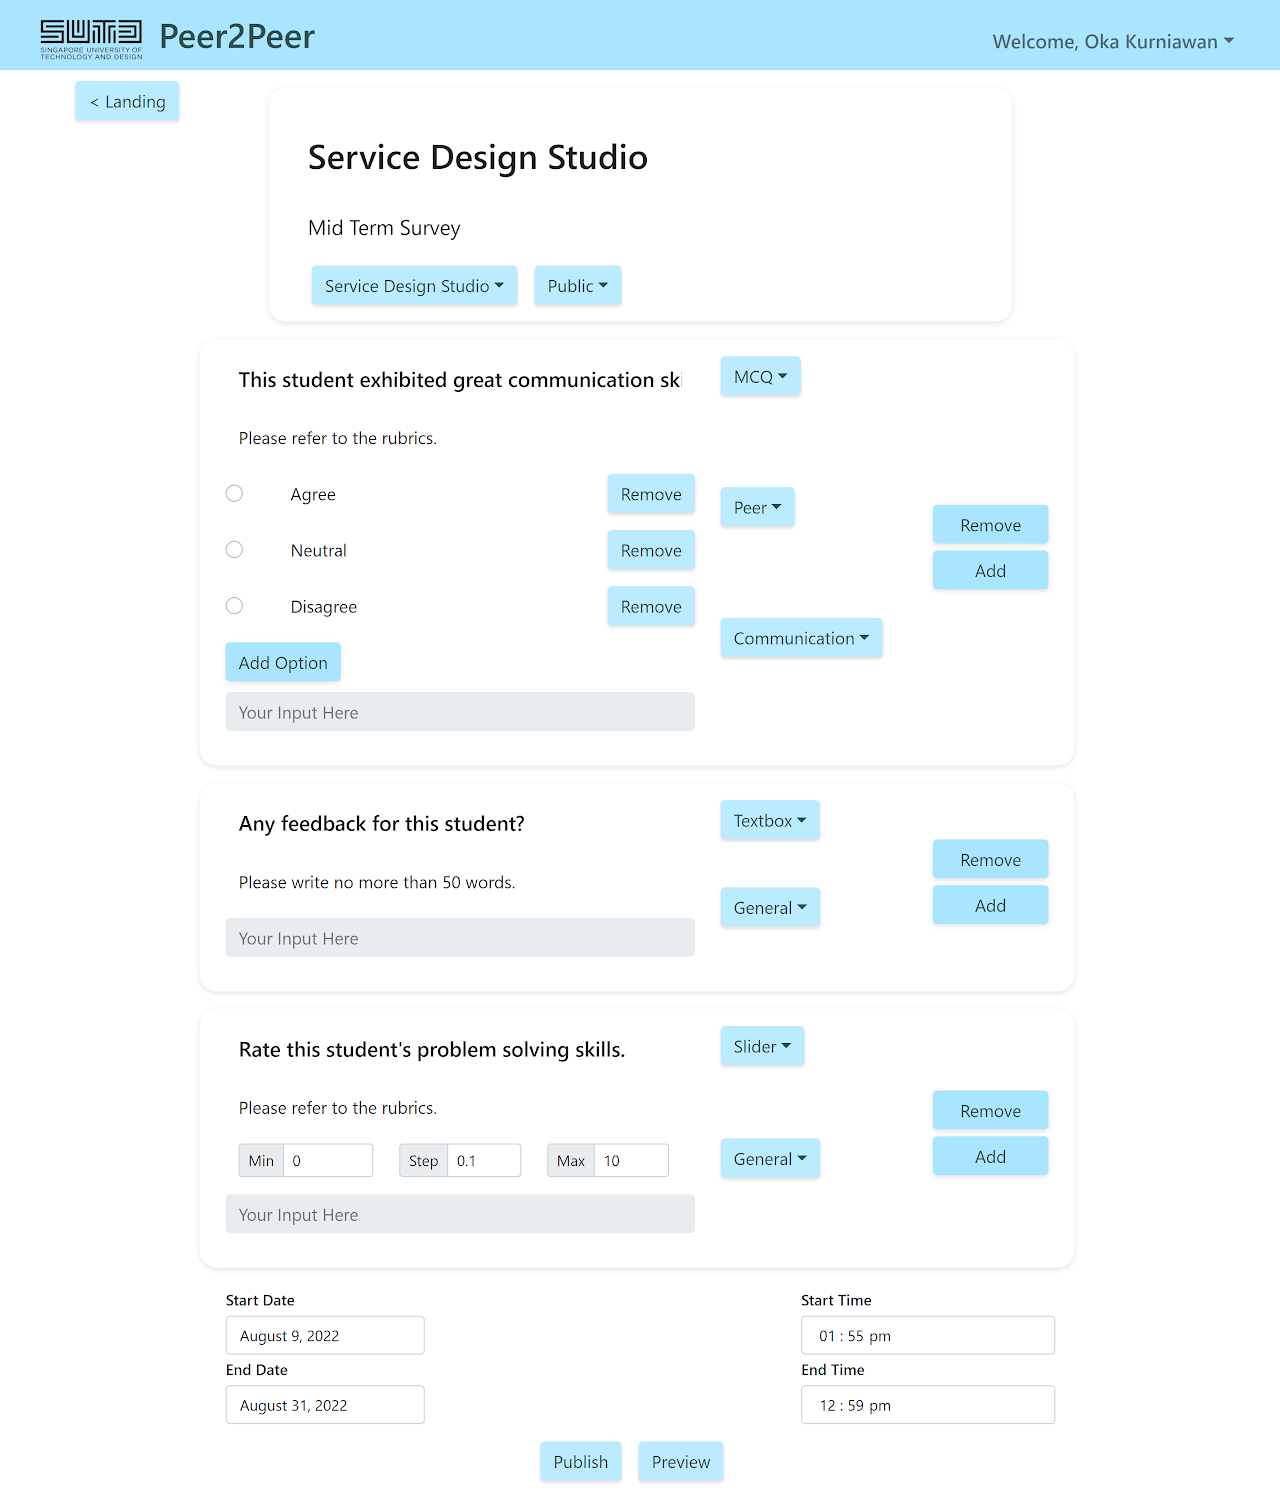 SUTD
SINGAPORE UNIVERSITY OF
TECHNOLOGY AND DESIGN
Peer2Peer
Welcome, Oka Kurniawan
< Landing
Service Design Studio
Mid Term Survey
Service Design Studio
Public
This student exhibited great communication ski
MCQ
Please refer to the rubrics.
Agree
Remove
Peer
Remove
Neutral
Remove
Add
Disagree
Remove
Communication
Add Option
Your Input Here
Any feedback for this student?
Textbox
Remove
Please write no more than 50 words.
General
Add
Your Input Here
Rate this student's problem solving skills.
Slider
Please refer to the rubrics.
Remove
Min 0
Step 0.1
Max 10
General
Add
Your Input Here
Start Date
Start Time
August 9, 2022
01 : 55 pm
End Date
End Time
August 31, 2022
12 : 59 pm
Publish
Preview